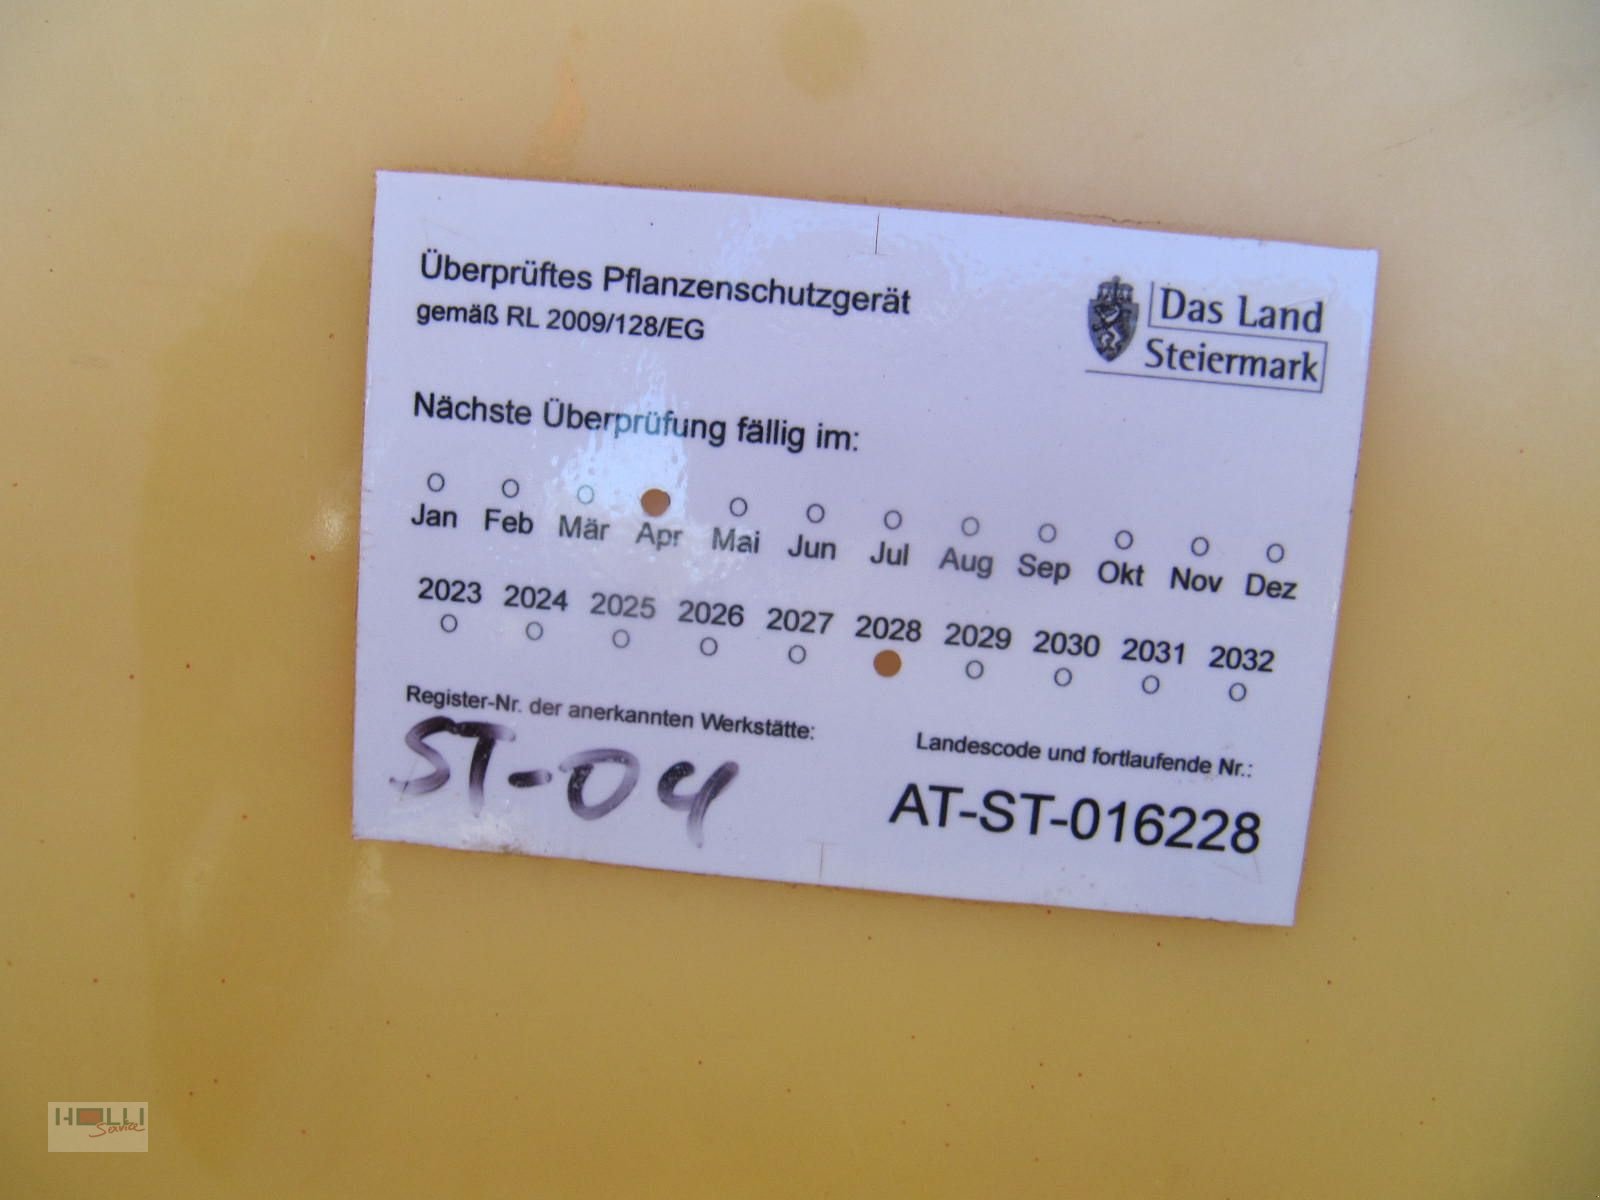 Überprüftes Pflanzenschutzgerät
gemäß RL 2009/128/EG
Das Land
Steiermark
Nächste Überprüfung fällig im:
Jan Feb Mär Apr Mai Jun Jul Aug Sep Okt Nov Dez
2023 2024 2025 2026 2027 2028 2029 2030 2031 2032
Register-Nr. der anerkannten Werkstätte:
ST-04
Landescode und fortlaufende Nr.:
AT-ST-016228
HOLLI
Service